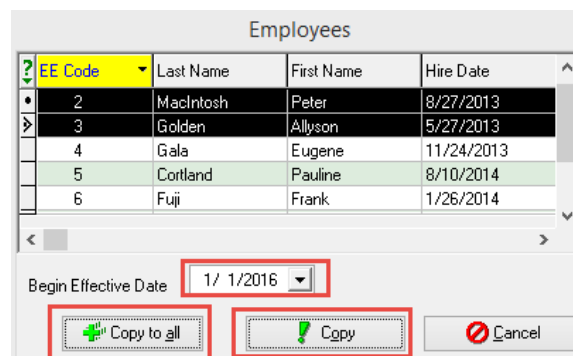 Employees
EE Code Last Name First Name Hire Date
2 MacIntosh Peter 8/27/2013
3 Golden Allyson 5/27/2013
4 Gala Eugene 11/24/2013
5 Cortland Pauline 8/10/2014
6 Fuji Frank 1/26/2014
Begin Effective Date 1/ 1/2016
Copy to all Copy Cancel